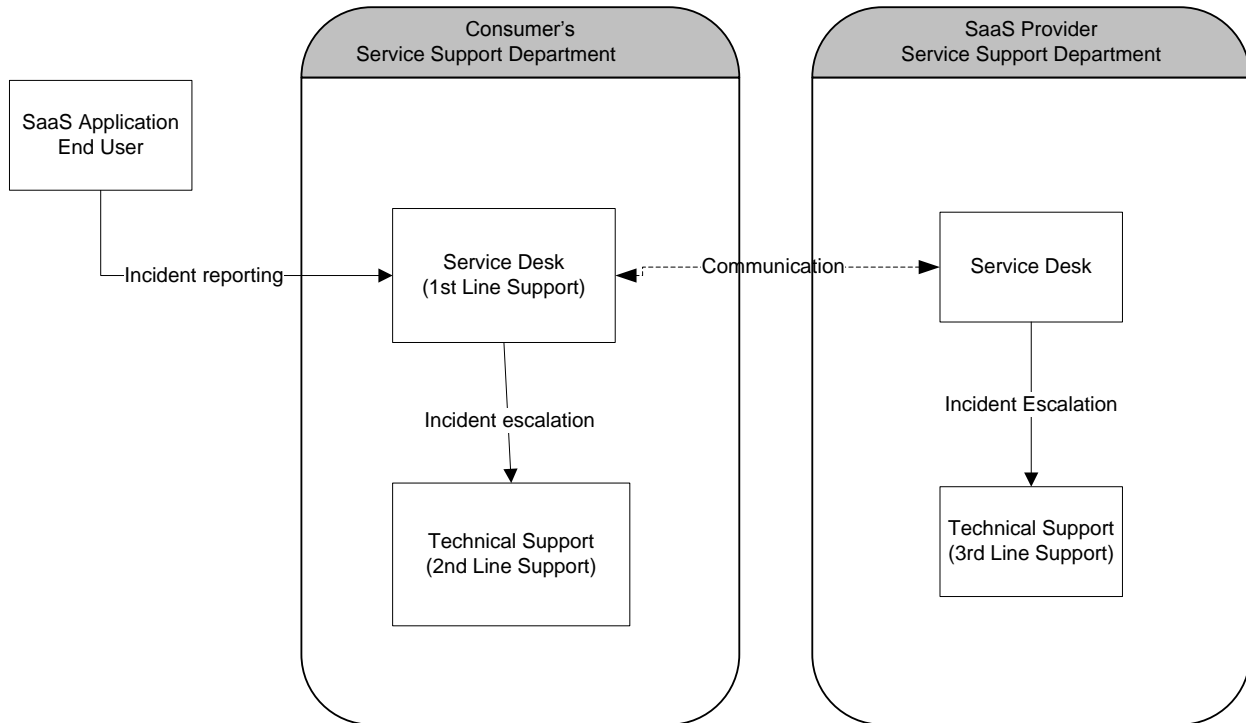 Consumer's
Service Support Department
SaaS Provider
Service Support Department
SaaS Application
End User
Incident reporting
Service Desk
(1st Line Support)
Communication
Service Desk
Incident escalation
Incident Escalation
Technical Support
(2nd Line Support)
Technical Support
(3rd Line Support)